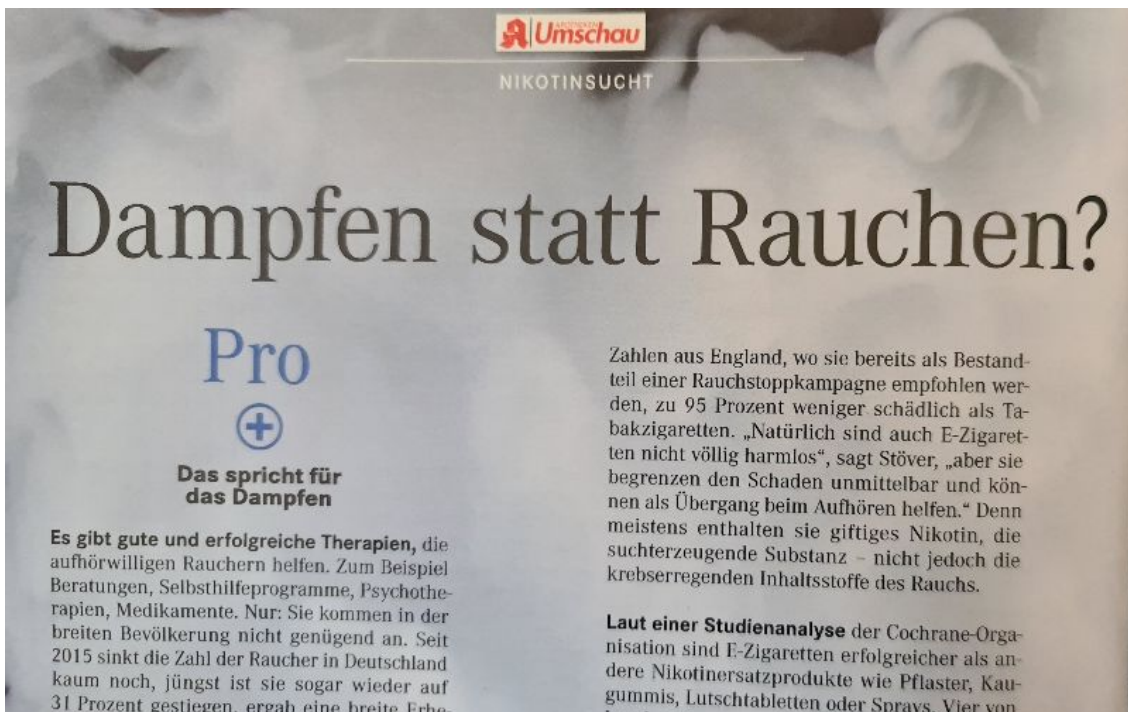 APOTHEKEN
Umschau
NIKOTINSUCHT
Dampfen statt Rauchen?
Pro
Das spricht für
das Dampfen
Es gibt gute und erfolgreiche Therapien, die
aufhörwilligen Rauchern helfen. Zum Beispiel
Beratungen, Selbsthilfeprogramme, Psychothe-
rapien, Medikamente. Nur: Sie kommen in der
breiten Bevölkerung nicht genügend an. Seit
2015 sinkt die Zahl der Raucher in Deutschland
kaum noch, jüngst ist sie sogar wieder auf
31 Prozent gestiegen, ergab eine breite Erhe-
Zahlen aus England, wo sie bereits als Bestand-
teil einer Rauchstoppkampagne empfohlen wer-
den, zu 95 Prozent weniger schädlich als Ta-
bakzigaretten. „Natürlich sind auch E-Zigaret-
ten nicht völlig harmlos“, sagt Stöver, „aber sie
begrenzen den Schaden unmittelbar und kön-
nen als Übergang beim Aufhören helfen.“ Denn
meistens enthalten sie giftiges Nikotin, die
suchterzeugende Substanz – nicht jedoch die
krebserregenden Inhaltsstoffe des Rauchs.
Laut einer Studienanalyse der Cochrane-Orga-
nisation sind E-Zigaretten erfolgreicher als an-
dere Nikotinersatzprodukte wie Pflaster, Kau-
gummis, Lutschtabletten oder Sprays. Vier von